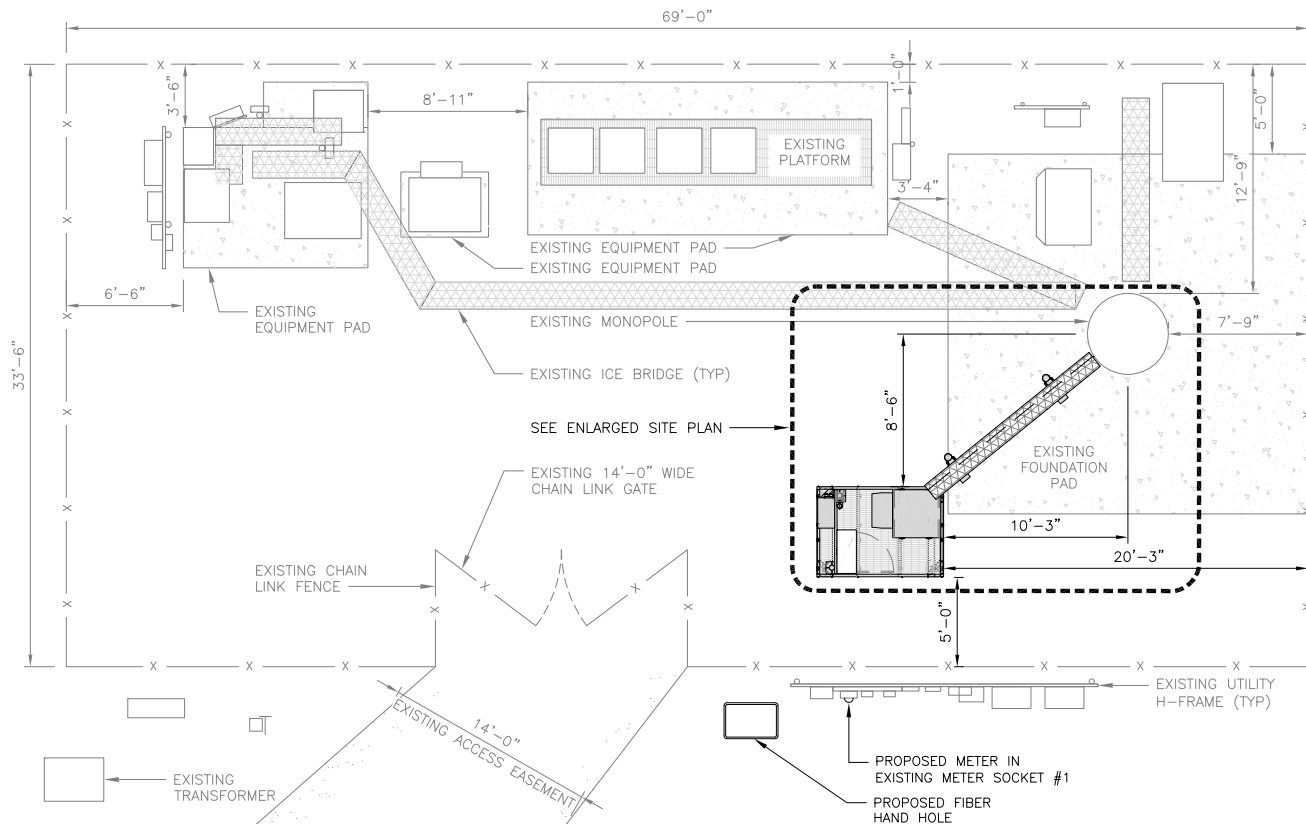 69'-0"
3'-6"
8'-11"
1'-0"
5'-0"
EXISTING
PLATFORM
12'-9"
3'-4"
EXISTING EQUIPMENT PAD
EXISTING EQUIPMENT PAD
6'-6"
EXISTING
EQUIPMENT PAD
EXISTING MONOPOLE
7'-9"
33'-6"
EXISTING ICE BRIDGE (TYP)
8'-6"
SEE ENLARGED SITE PLAN
EXISTING
FOUNDATION
PAD
EXISTING 14'-0" WIDE
CHAIN LINK GATE
10'-3"
20'-3"
EXISTING CHAIN
LINK FENCE
5'-0"
EXISTING UTILITY
H-FRAME (TYP)
14'-0"
EXISTING ACCESS EASEMENT
PROPOSED METER IN
EXISTING METER SOCKET #1
EXISTING
TRANSFORMER
PROPOSED FIBER
HAND HOLE